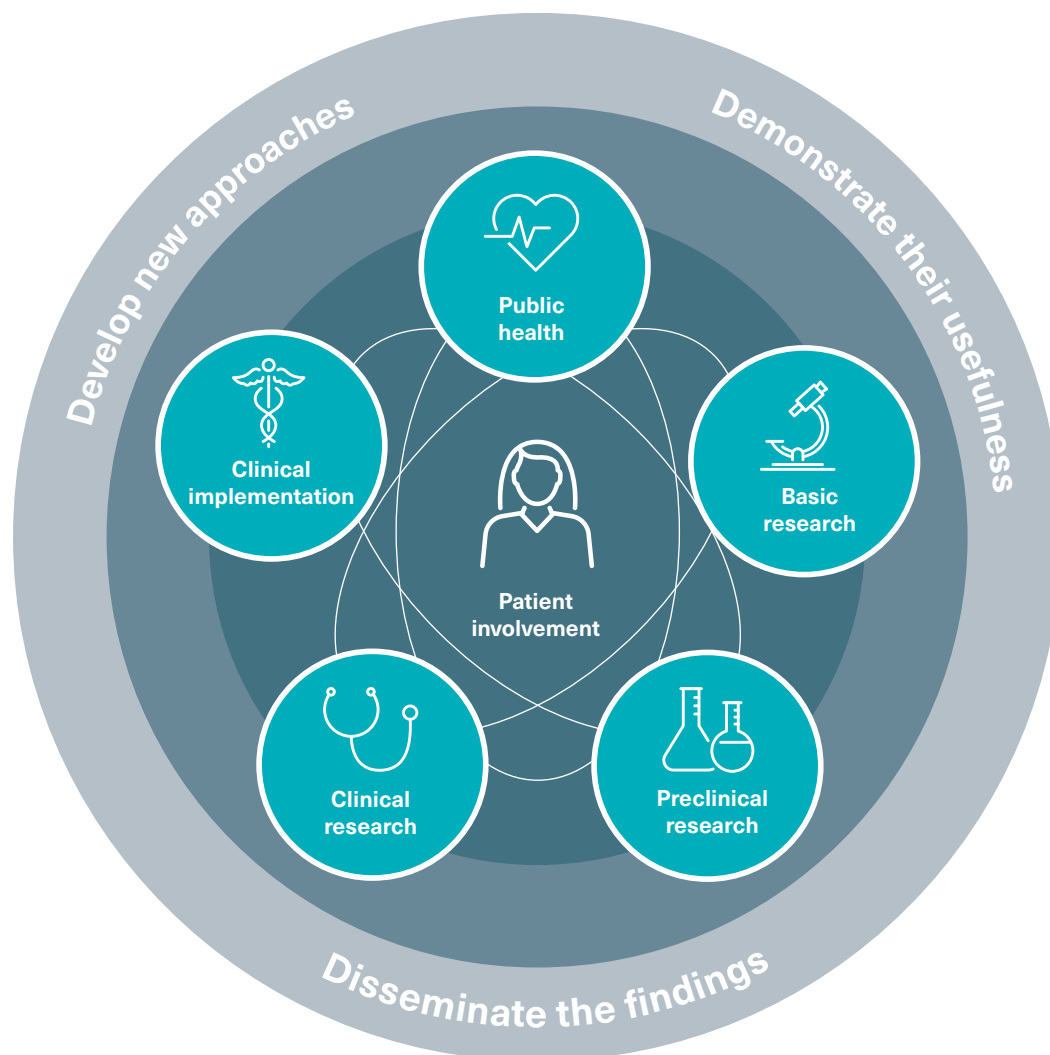 Develop new approaches
Demonstrate their usefulness
Public
health
Clinical
implementation
Basic
research
Patient
involvement
Clinical
research
Preclinical
research
Disseminate the findings